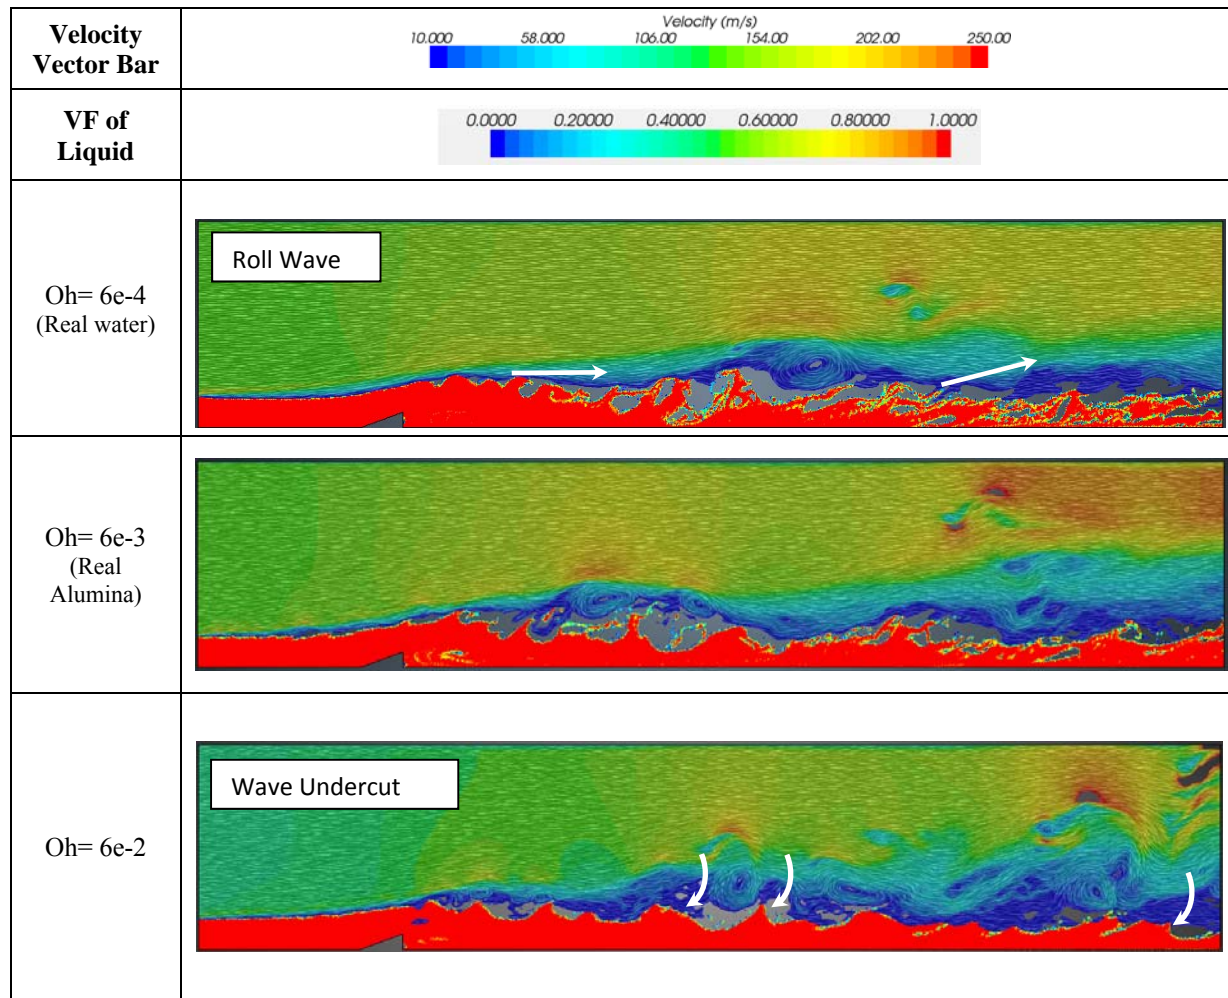 Velocity
Vector Bar
Velocity (m/s)
10.000 58.000 106.00 154.00 202.00 250.00
VF of
Liquid
0.0000 0.20000 0.40000 0.60000 0.80000 1.0000
Oh= 6e-4
(Real water)
Roll Wave
Oh= 6e-3
(Real
Alumina)
Oh= 6e-2
Wave Undercut